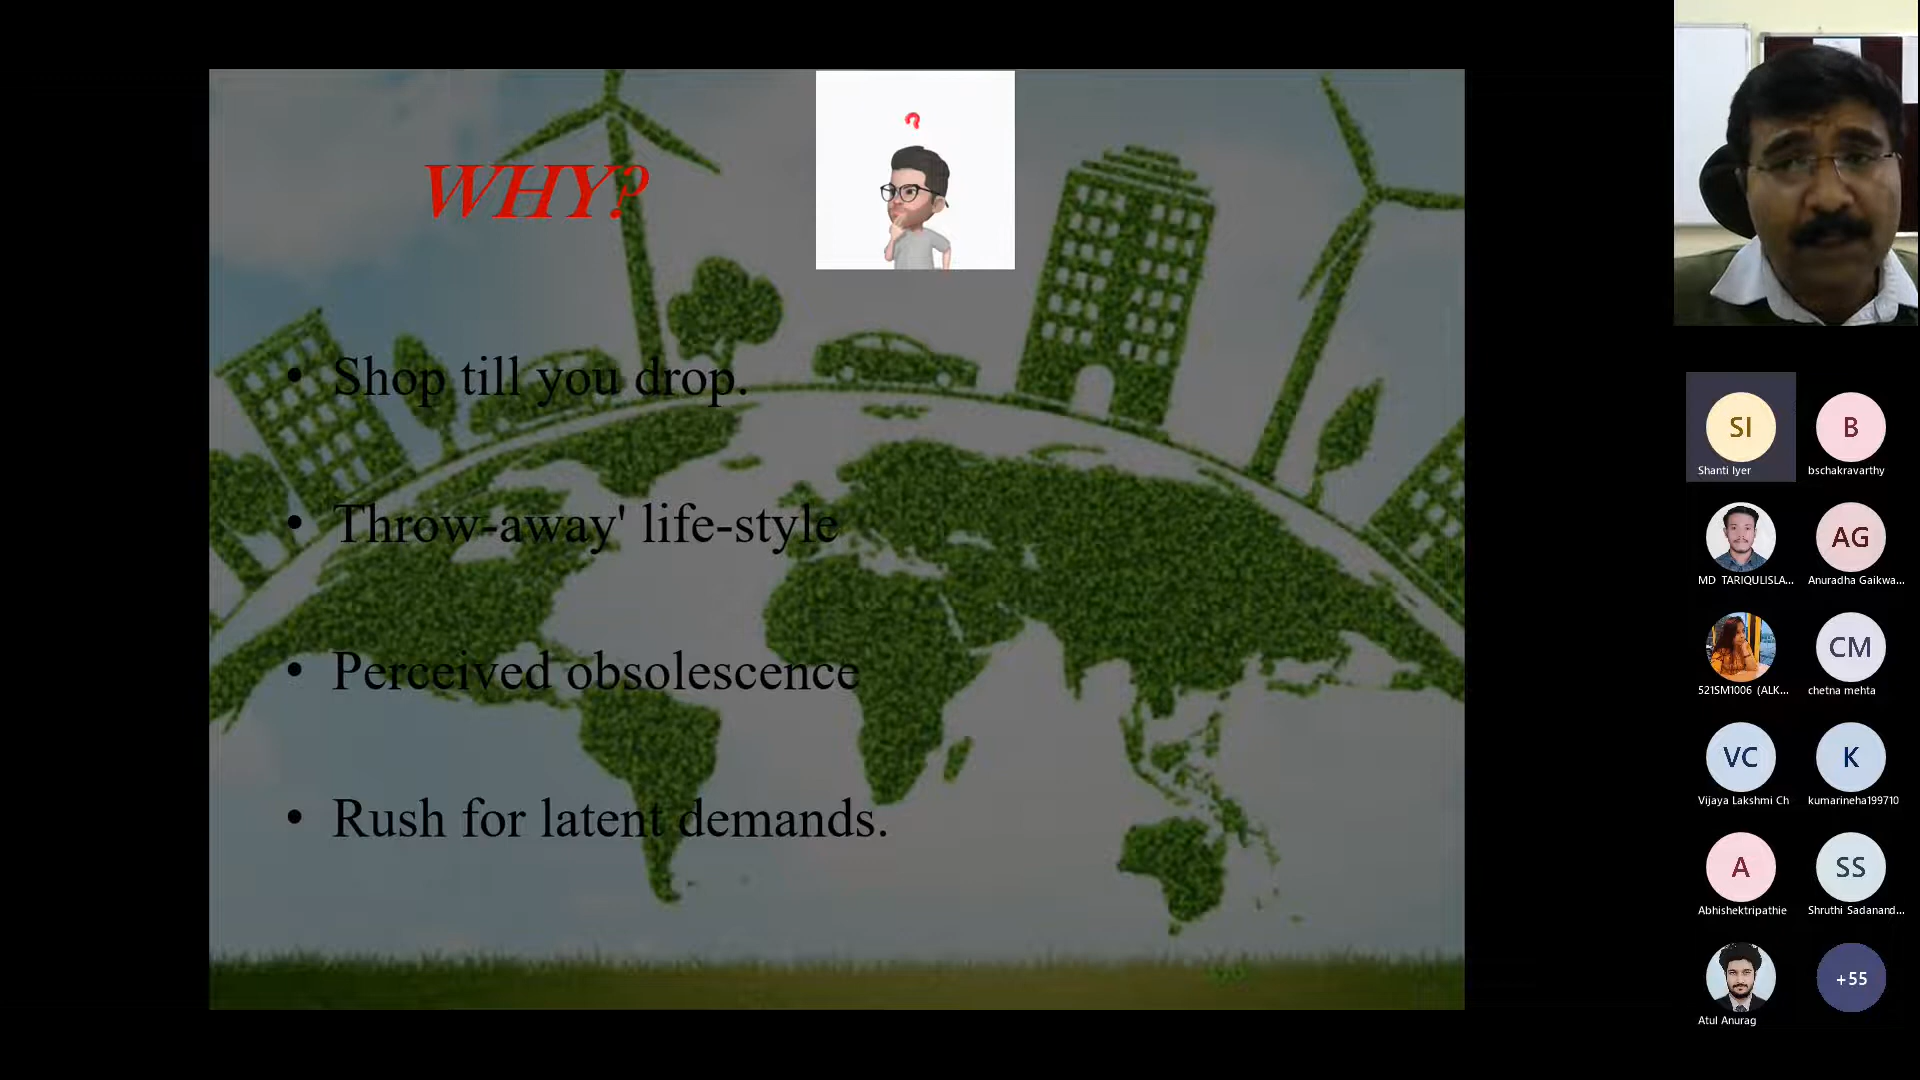 WHY?
?
• Shop till you drop.
• Throw-away' life-style
• Perceived obsolescence
• Rush for latent demands.
SI
Shanti Iyer
B
bschakravarthy
MD TARIQULISLA...
AG
Anuradha Gaikwa...
521SM1006 (ALK...
CM
chetna mehta
VC
Vijaya Lakshmi Ch
K
kumarineha199710
A
Abhishektripathie
SS
Shruthi Sadanand...
Atul Anurag
+55